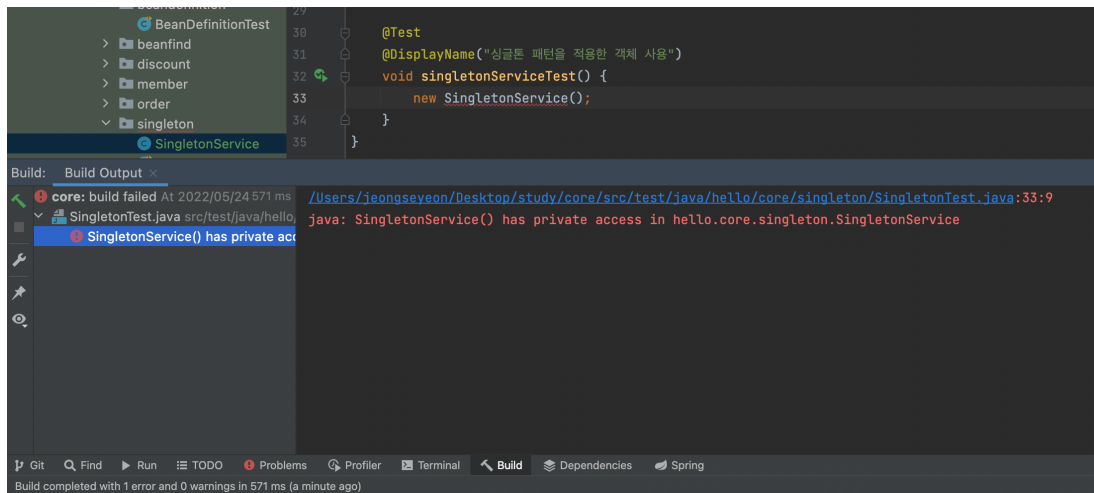 29
BeanDefinitionTest
beanfind
discount
member
order
singleton
SingletonService
30 @Test
31 @DisplayName("싱글톤 패턴을 적용한 객체 사용")
32 void singletonServiceTest() {
33 new SingletonService();
34 }
35 }
Build: Build Output ×
core: build failed At 2022/05/24 571 ms
SingletonTest.java src/test/java/hello/
SingletonService() has private acc
/Users/jeongseyeon/Desktop/study/core/src/test/java/hello/core/singleton/SingletonTest.java:33:9
java: SingletonService() has private access in hello.core.singleton.SingletonService
Git Find Run TODO Problems Profiler Terminal Build Dependencies Spring
Build completed with 1 error and 0 warnings in 571 ms (a minute ago)